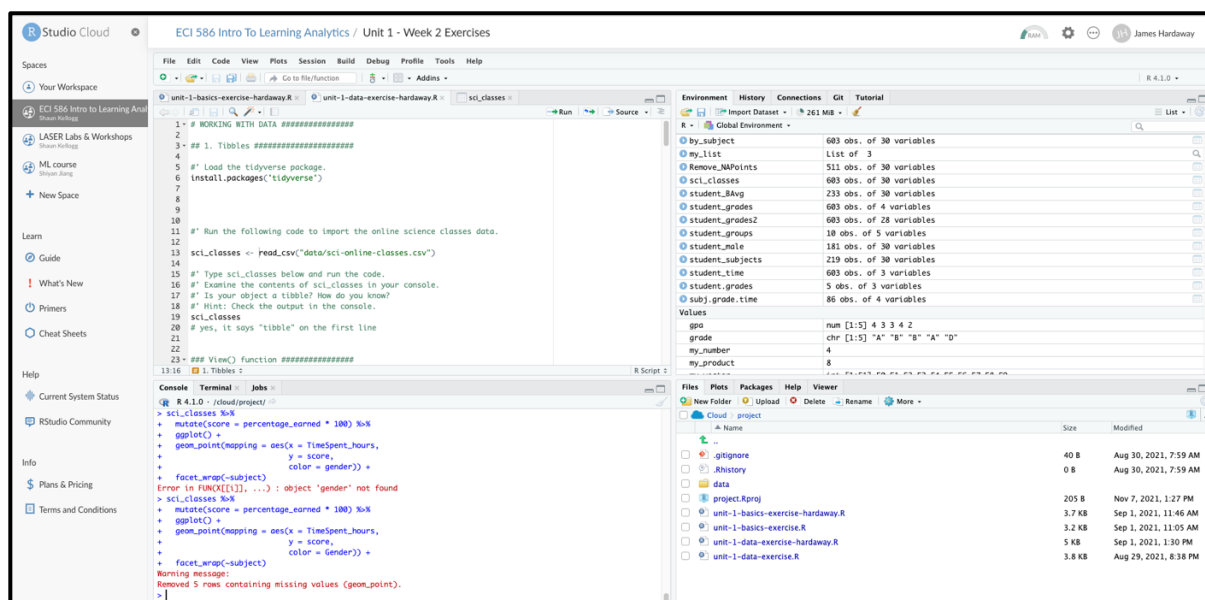 R Studio Cloud
ECI 586 Intro To Learning Analytics / Unit 1 - Week 2 Exercises
RAM
JH James Hardaway
Spaces
Your Workspace
ECI 586 Intro to Learning Anal
Shaun Kellogg
LASER Labs & Workshops
Shaun Kellogg
ML course
Shiyan Jiang
New Space
Learn
Guide
What's New
Primers
Cheat Sheets
Help
Current System Status
RStudio Community
Info
Plans & Pricing
Terms and Conditions
File Edit Code View Plots Session Build Debug Profile Tools Help
Go to file/function Addins
R 4.1.0
unit-1-basics-exercise-hardaway.R unit-1-data-exercise-hardaway.R sci_classes
Run Source
1 # WORKING WITH DATA ################
2
3 ## 1. Tibbles ######################
4
5 #' Load the tidyverse package.
6 install.packages('tidyverse')
7
8
9
10
11 #' Run the following code to import the online science classes data.
12
13 sci_classes <- read_csv("data/sci-online-classes.csv")
14
15 #' Type sci_classes below and run the code.
16 #' Examine the contents of sci_classes in your console.
17 #' Is your object a tibble? How do you know?
18 #' Hint: Check the output in the console.
19 sci_classes
20 # yes, it says "tibble" on the first line
21
22
23 ### View() function ################
13:16 1. Tibbles R Script
Console Terminal Jobs
R 4.1.0 · /cloud/project/
> sci_classes %>%
+ mutate(score = percentage_earned * 100) %>%
+ ggplot() +
+ geom_point(mapping = aes(x = TimeSpent_hours,
+ y = score,
+ color = gender)) +
+ facet_wrap(~subject)
Error in FUN(X[[i]], ...) : object 'gender' not found
> sci_classes %>%
+ mutate(score = percentage_earned * 100) %>%
+ ggplot() +
+ geom_point(mapping = aes(x = TimeSpent_hours,
+ y = score,
+ color = Gender)) +
+ facet_wrap(~subject)
Warning message:
Removed 5 rows containing missing values (geom_point).
>
Environment History Connections Git Tutorial
Import Dataset 261 MiB List
R Global Environment
by_subject 603 obs. of 30 variables
my_list List of 3
Remove_NAPoints 511 obs. of 30 variables.
sci_classes 603 obs. of 30 variables
student_BAvg 233 obs. of 30 variables
student_grades 603 obs. of 4 variables
student_grades2 603 obs. of 28 variables
student_groups 10 obs. of 5 variables
student_male 181 obs. of 30 variables
student_subjects 219 obs. of 30 variables
student_time 603 obs. of 3 variables
student.grades 5 obs. of 3 variables
subj.grade.time 86 obs. of 4 variables
Values
gpa num [1:5] 4 3 3 4 2
grade chr [1:5] "A" "B" "B" "A" "D"
my_number 4
my_product 8
Files Plots Packages Help Viewer
New Folder Upload Delete Rename More
Cloud project
Name Size Modified
..
.gitignore 40 B Aug 30, 2021, 7:59 AM
.Rhistory 0 B Aug 30, 2021, 7:59 AM
data
project.Rproj 205 B Nov 7, 2021, 1:27 PM
unit-1-basics-exercise-hardaway.R 3.7 KB Sep 1, 2021, 11:46 AM
unit-1-basics-exercise.R 3.2 KB Sep 1, 2021, 11:05 AM
unit-1-data-exercise-hardaway.R 5 KB Sep 1, 2021, 1:30 PM
unit-1-data-exercise.R 3.8 KB Aug 29, 2021, 8:38 PM